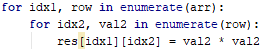 for idx1, row in enumerate(arr):
    for idx2, val2 in enumerate(row):
        res[idx1][idx2] = val2 * val2